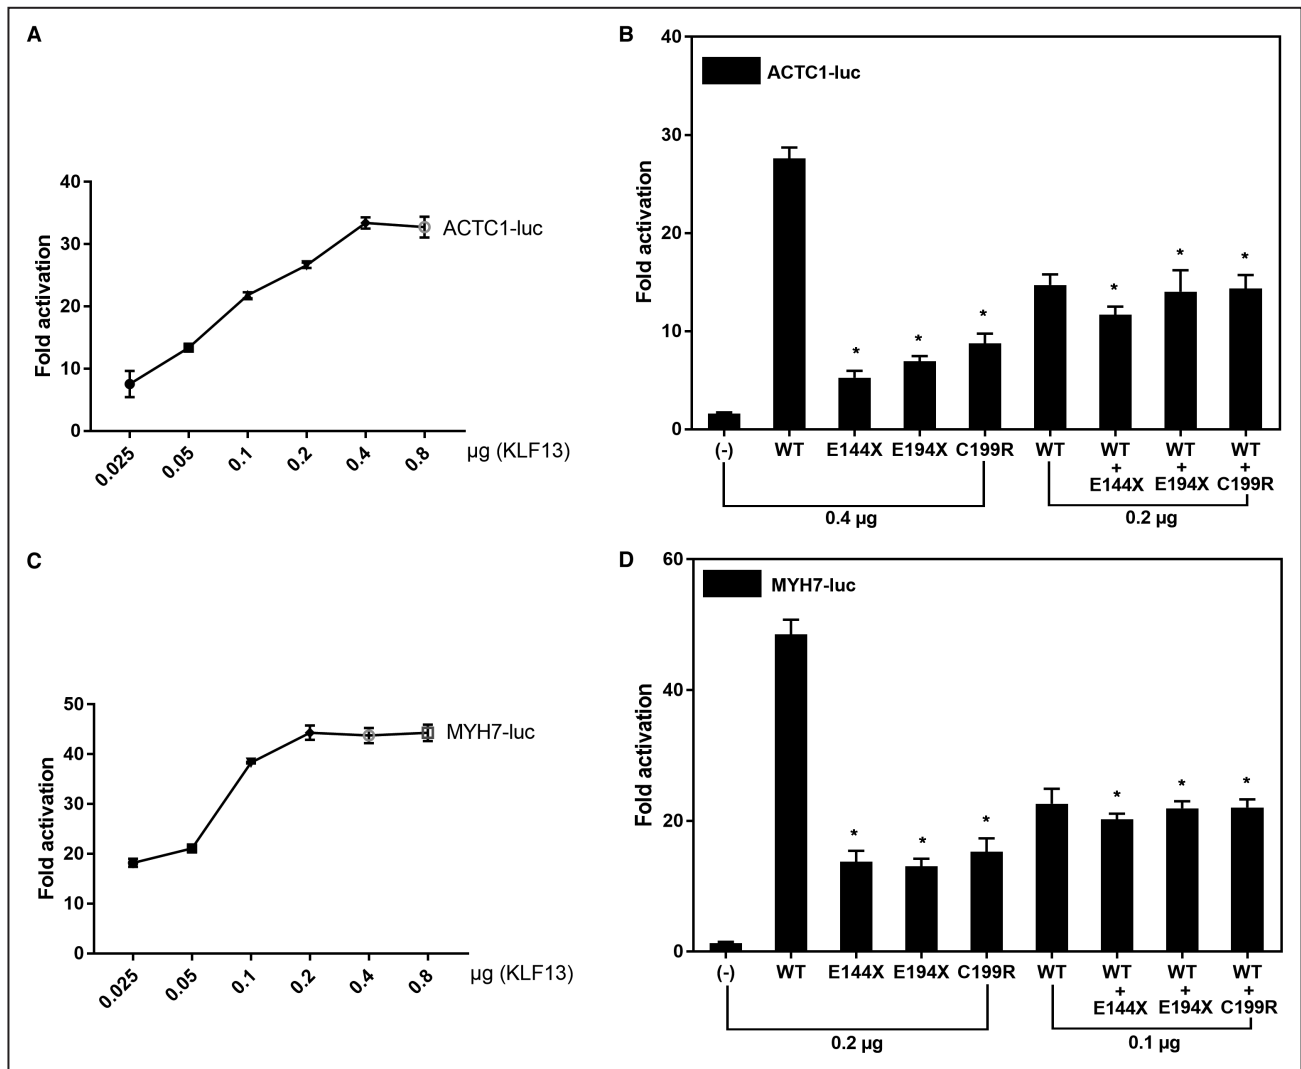 A
Fold activation
40
30
20
10
0
0.025
0.05
0.1
0.2
0.4
0.8
µg (KLF13)
ACTC1-luc
B
Fold activation
40
30
20
10
0
ACTC1-luc
*
*
*
*
*
*
(-) WT E144X E194X C199R WT WT WT WT
+ + +
E144X E194X C199R
0.4 µg 0.2 µg
C
Fold activation
50
40
30
20
10
0
0.025
0.05
0.1
0.2
0.4
0.8
µg (KLF13)
MYH7-luc
D
Fold activation
60
40
20
0
MYH7-luc
*
*
*
*
*
*
(-) WT E144X E194X C199R WT WT WT WT
+ + +
E144X E194X C199R
0.2 µg 0.1 µg